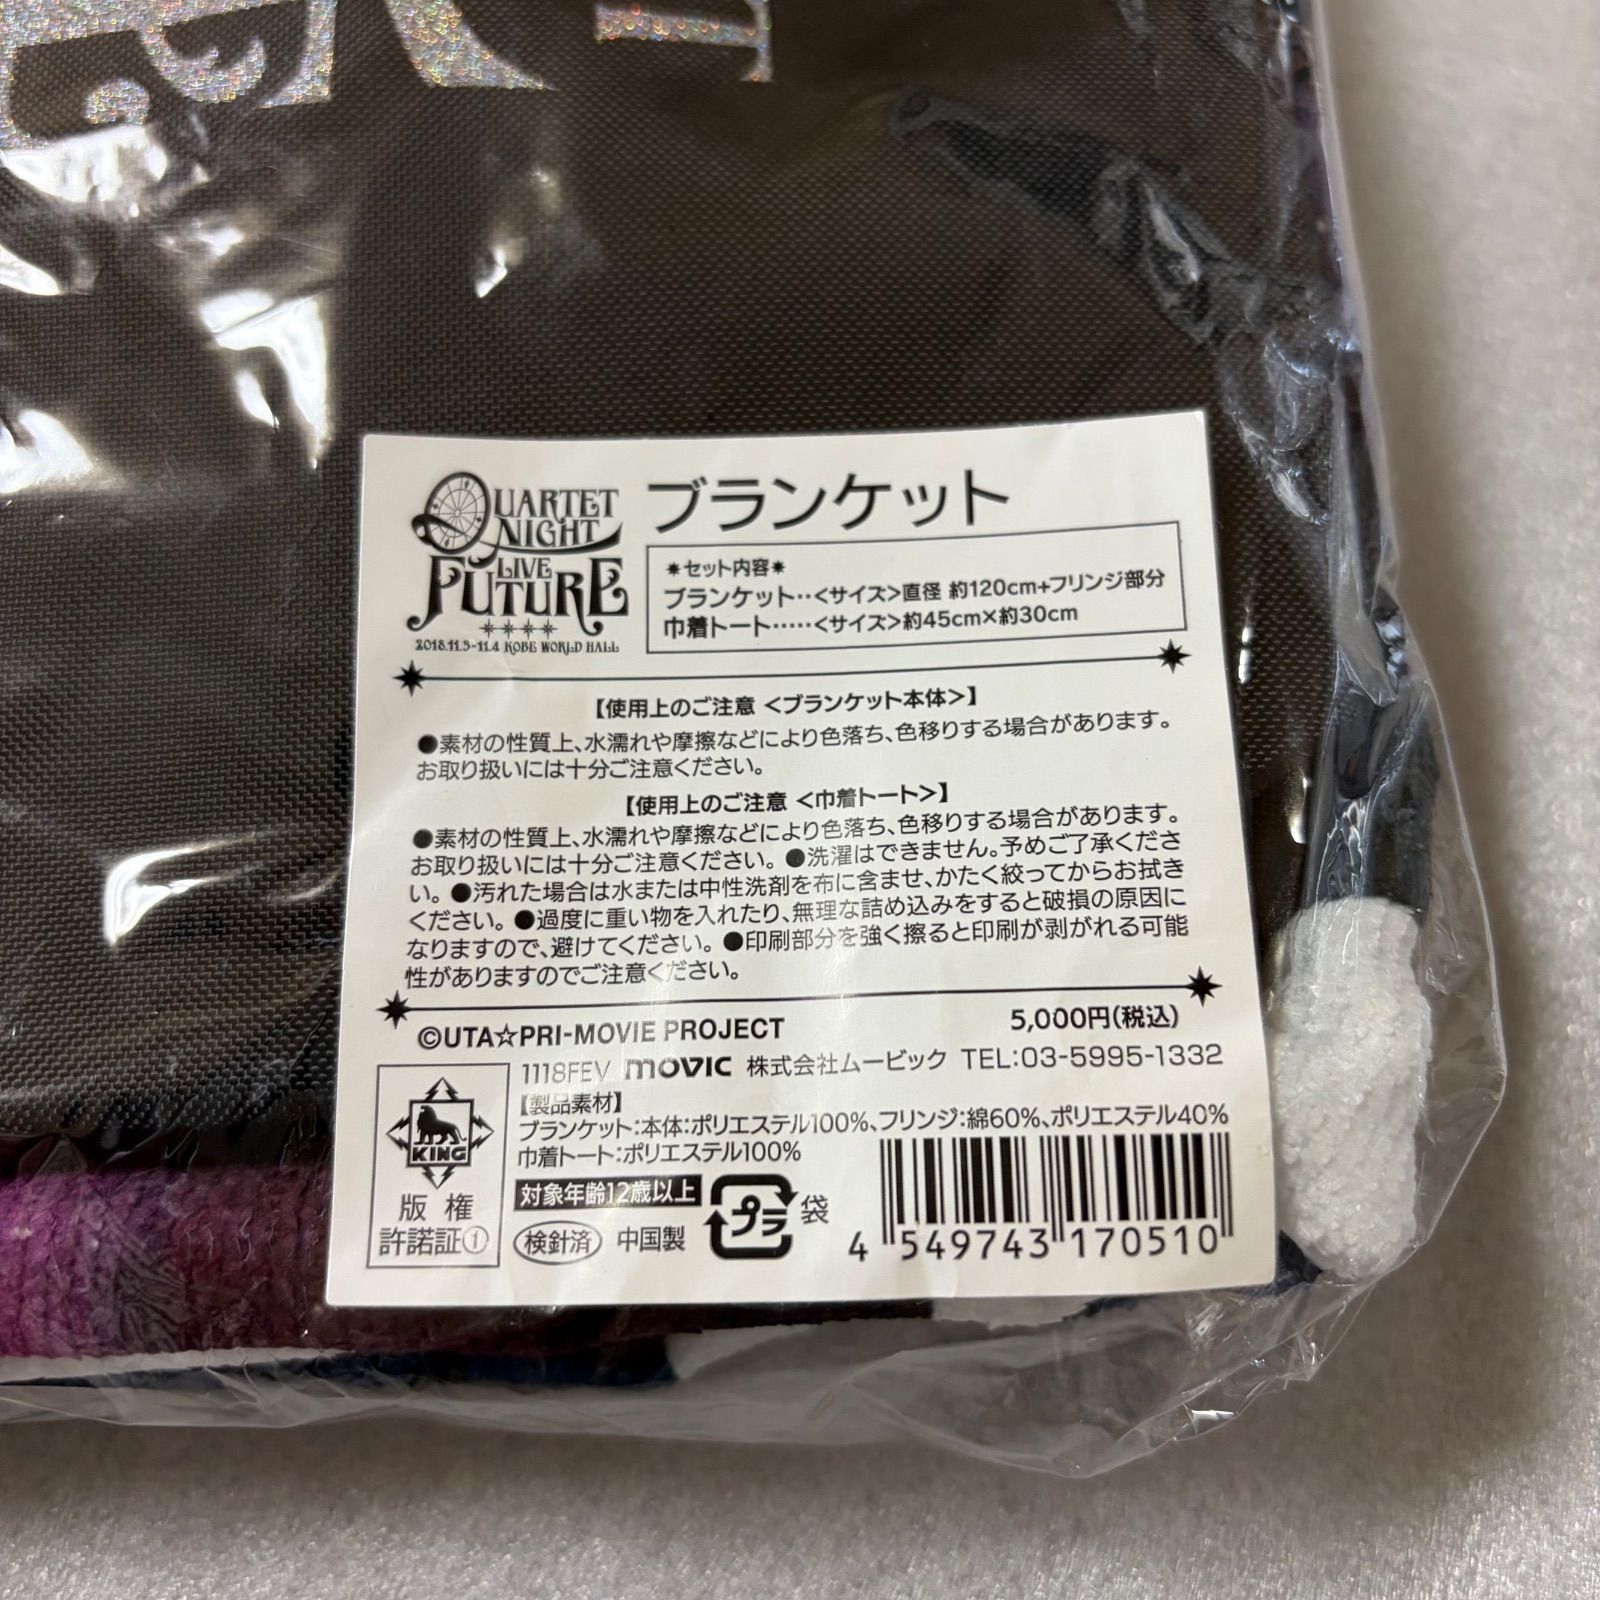 QUARTET
NIGHT
LIVE
FUTURE
2018.11.3-11.4 KOBE WORLD HALL
ブランケット
✷セット内容✷
ブランケット‥<サイズ>直径 約120cm+フリンジ部分
巾着トート……<サイズ>約45cm×約30cm
【使用上のご注意 <ブランケット本体>】
●素材の性質上、水濡れや摩擦などにより色落ち、色移りする場合があります。
お取り扱いには十分ご注意ください。
【使用上のご注意 <巾着トート>】
●素材の性質上、水濡れや摩擦などにより色落ち、色移りする場合があります。
お取り扱いには十分ご注意ください。●洗濯はできません。予めご了承くださ
い。●汚れた場合は水または中性洗剤を布に含ませ、かたく絞ってからお拭き
ください。●過度に重い物を入れたり、無理な詰め込みをすると破損の原因に
なりますので、避けてください。●印刷部分を強く擦ると印刷が剥がれる可能
性がありますのでご注意ください。
©UTA☆PRI-MOVIE PROJECT
5,000円(税込)
1118FEV movic 株式会社ムービック TEL:03-5995-1332
【製品素材】
ブランケット:本体:ポリエステル100%、フリンジ:綿60%、ポリエステル40%
巾着トート:ポリエステル100%
対象年齢12歳以上
検針済 中国製
プラ 袋
KING
版権
許諾証①
4 549743 170510